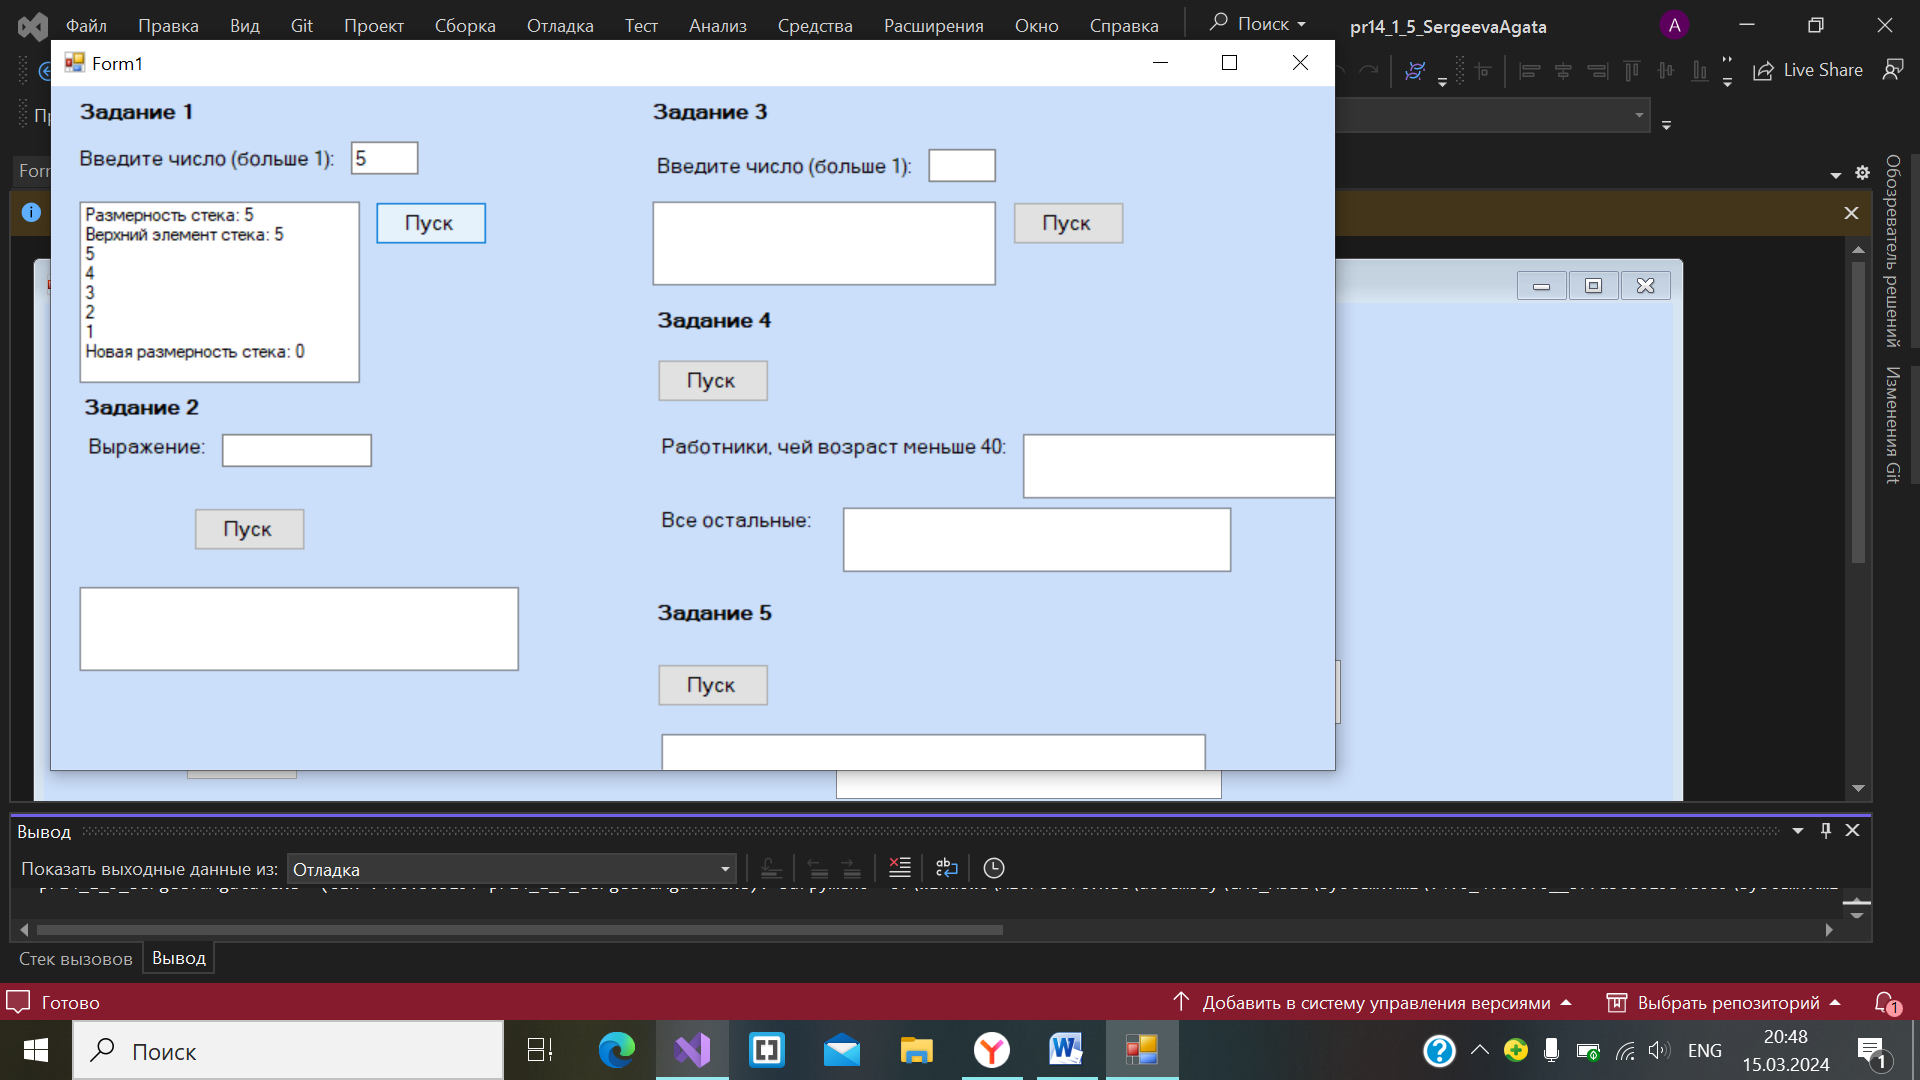 Файл Правка Вид Git Проект Сборка Отладка Тест Анализ Средства Расширения Окно Справка Поиск pr14_1_5_SergeevaAgata A
Form1
Live Share
Задание 1
Введите число (больше 1): 5
Размерность стека: 5
Верхний элемент стека: 5
5
4
3
2
1
Новая размерность стека: 0
Пуск
Задание 2
Выражение:
Пуск
Задание 3
Введите число (больше 1):
Пуск
Задание 4
Пуск
Работники, чей возраст меньше 40:
Все остальные:
Задание 5
Пуск
Обозреватель решений
Изменения Git
Вывод
Показать выходные данные из: Отладка
Стек вызовов Вывод
Готово
Добавить в систему управления версиями Выбрать репозиторий 1
Поиск
ENG
20:48
15.03.2024
1